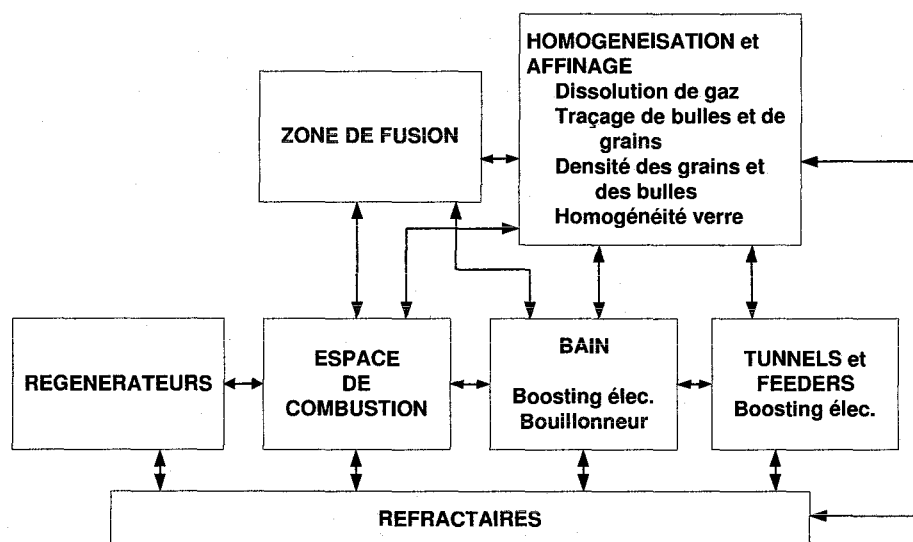 HOMOGENEISATION et
AFFINAGE
Dissolution de gaz
Traçage de bulles et de
grains
Densité des grains et
des bulles
Homogénéité verre
ZONE DE FUSION
REGENERATEURS
ESPACE
DE
COMBUSTION
BAIN
Boosting élec.
Bouillonneur
TUNNELS et
FEEDERS
Boosting élec.
REFRACTAIRES